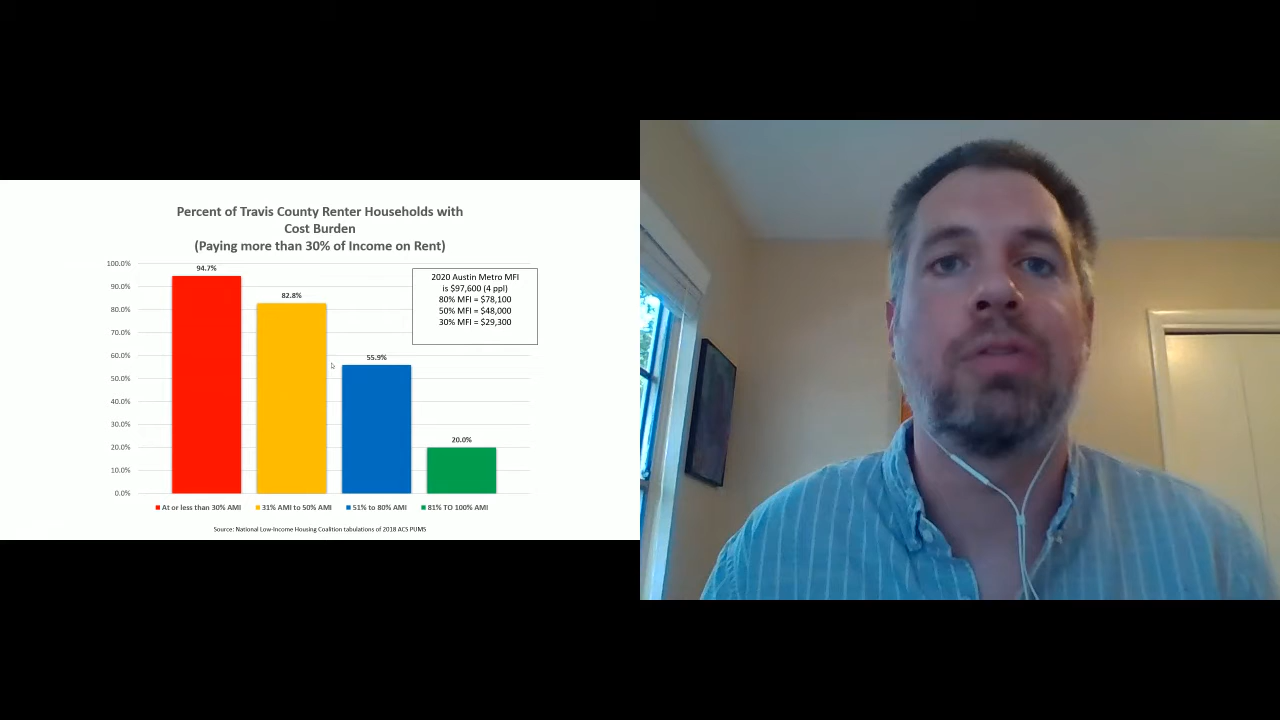 Percent of Travis County Renter Households with
Cost Burden
(Paying more than 30% of Income on Rent)
100.0%
90.0%
80.0%
70.0%
60.0%
50.0%
40.0%
30.0%
20.0%
10.0%
0.0%
94.7%
82.8%
55.9%
20.0%
2020 Austin Metro MFI
is $97,600 (4 ppl)
80% MFI = $78,100
50% MFI = $48,000
30% MFI = $29,300
At or less than 30% AMI
31% AMI to 50% AMI
51% to 80% AMI
81% TO 100% AMI
Source: National Low-Income Housing Coalition tabulations of 2018 ACS PUMS